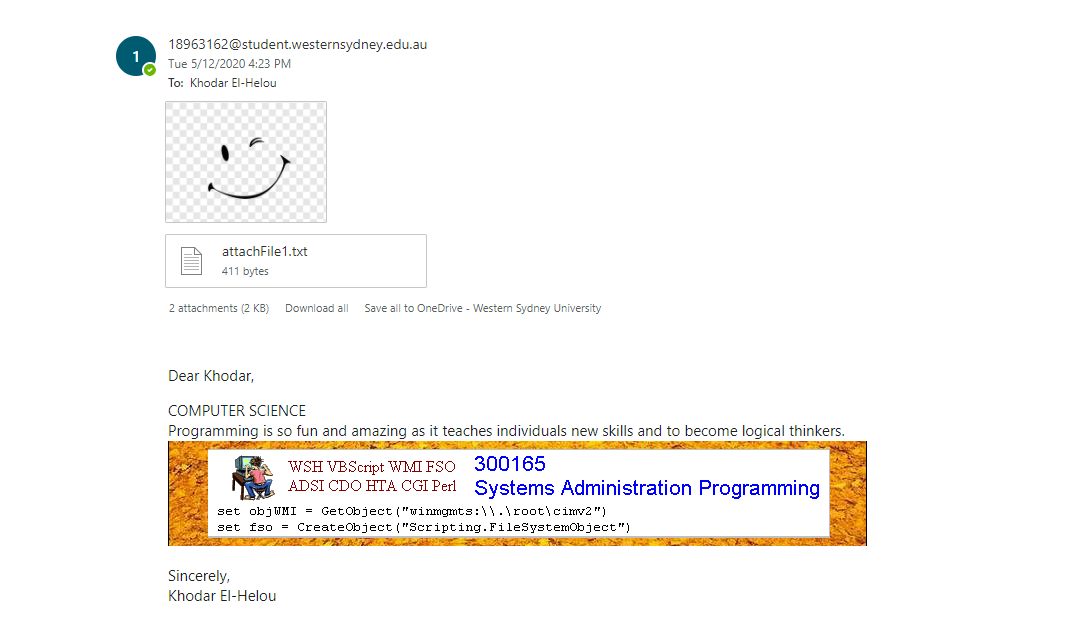 1
18963162@student.westernsydney.edu.au
Tue 5/12/2020 4:23 PM
To: Khodar El-Helou
attachFile1.txt
411 bytes
2 attachments (2 KB) Download all Save all to OneDrive - Western Sydney University
Dear Khodar,
COMPUTER SCIENCE
Programming is so fun and amazing as it teaches individuals new skills and to become logical thinkers.
WSH VBScript WMI FSO
ADSI CDO HTA CGI Perl
300165
Systems Administration Programming
set objWMI = GetObject("winmgmts:\\.\root\cimv2")
set fso = CreateObject("Scripting.FileSystemObject")
Sincerely,
Khodar El-Helou